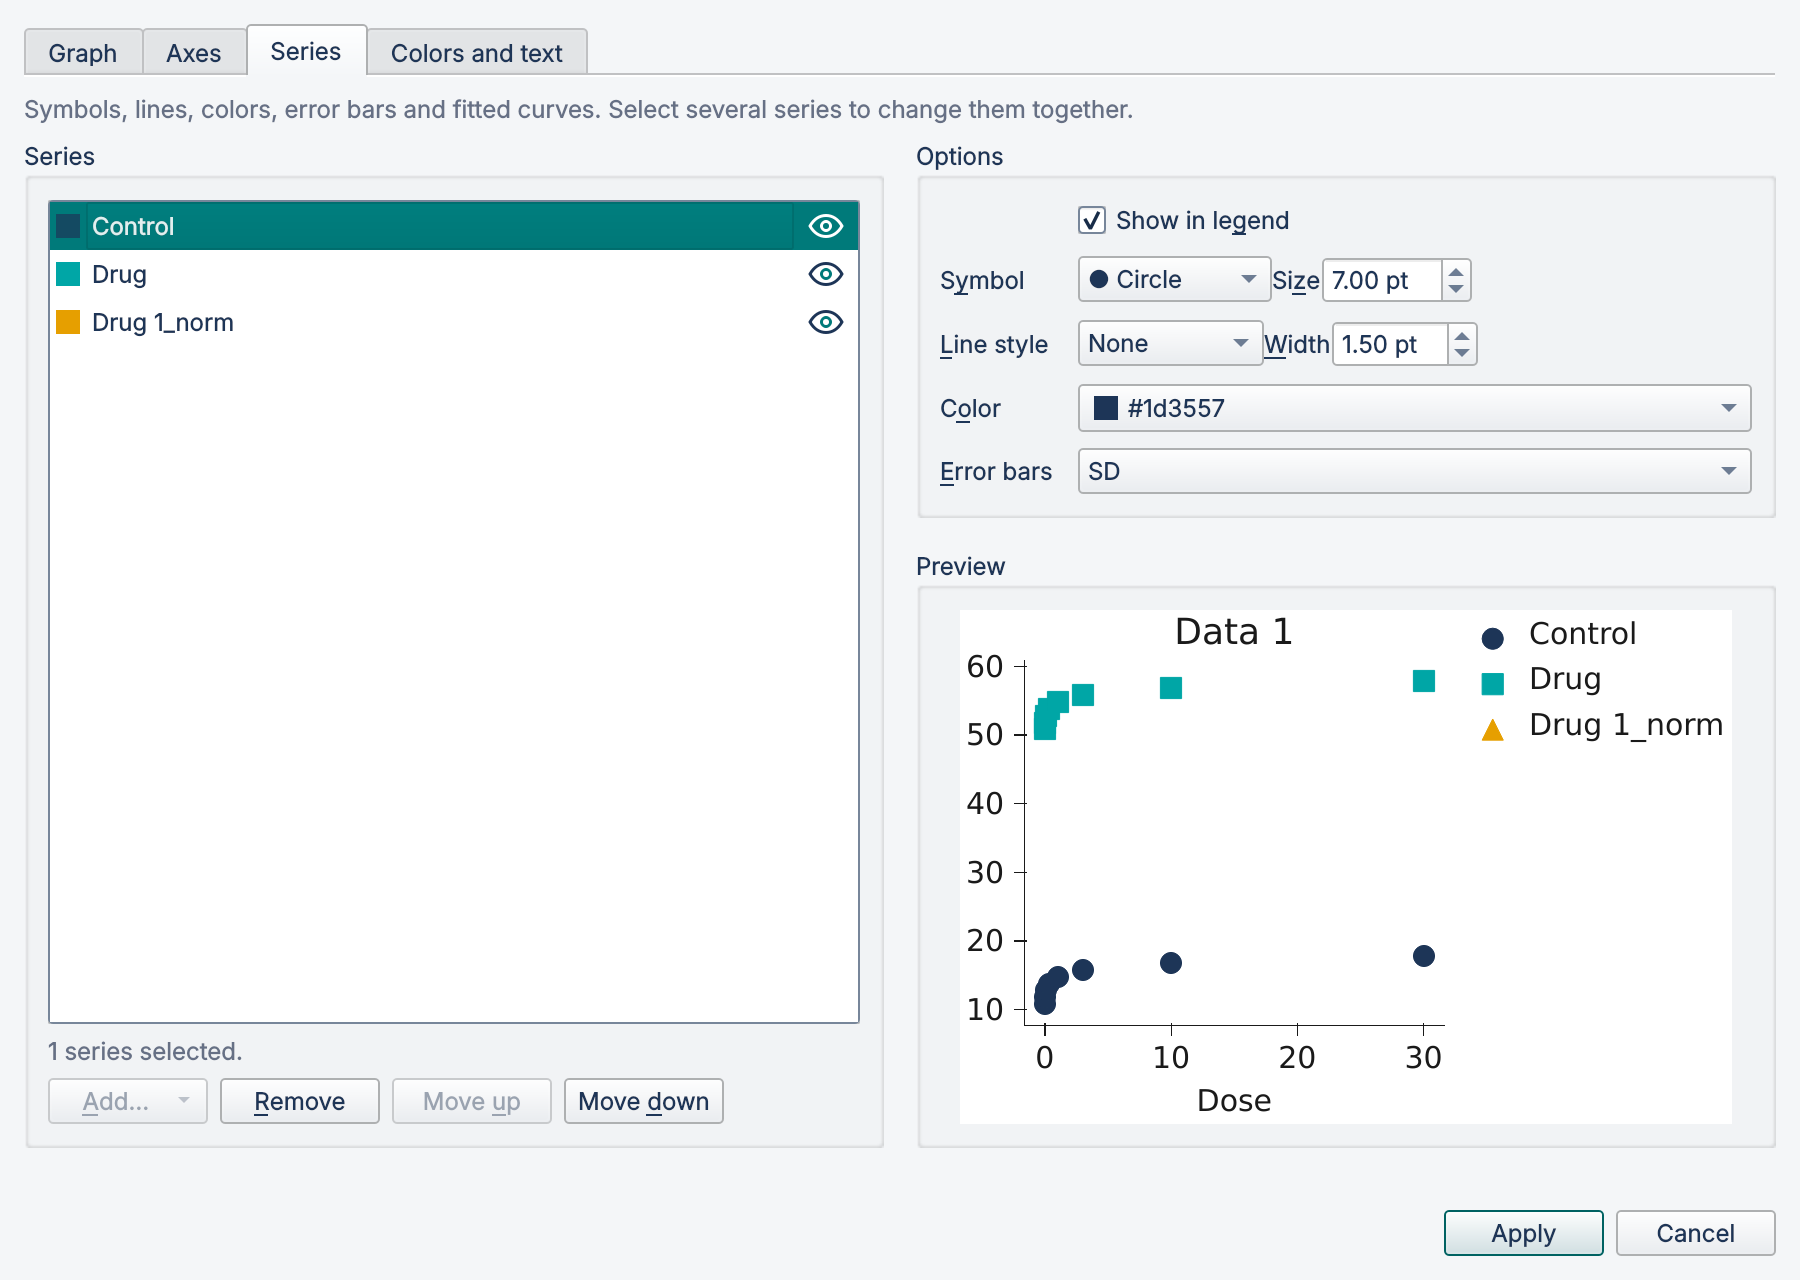 Graph Axes Series Colors and text
Symbols, lines, colors, error bars and fitted curves. Select several series to change them together.
Series
Control
Drug
Drug 1_norm
1 series selected.
Add... Remove Move up Move down
Options
Show in legend
Symbol Circle Size 7.00 pt
Line style None Width 1.50 pt
Color #1d3557
Error bars SD
Preview
Data 1
Control
Drug
Drug 1_norm
60
50
40
30
20
10
0 10 20 30
Dose
Apply Cancel